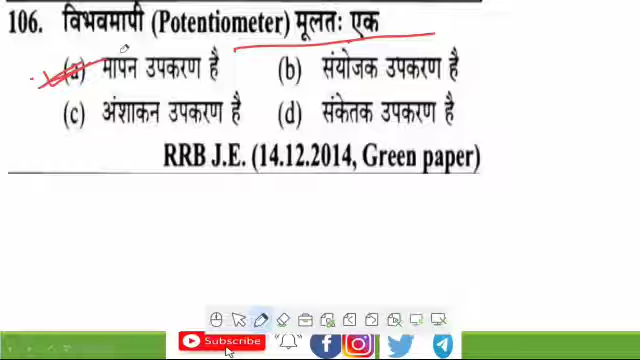 106. विभवमापी (Potentiometer) मूलतः एक
(a) मापन उपकरण है (b) संयोजक उपकरण है
(c) अंशाकन उपकरण है (d) संकेतक उपकरण है
RRB J.E. (14.12.2014, Green paper)
Subscribe